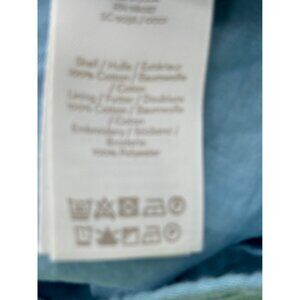 Shell / Hülle / Extérieur
100% Cotton / Baumwolle
/ Coton
Lining / Futter / Doublure
100% Cotton / Baumwolle
/ Coton
Embroidery / Stickerei /
Broderie
100% Polyester